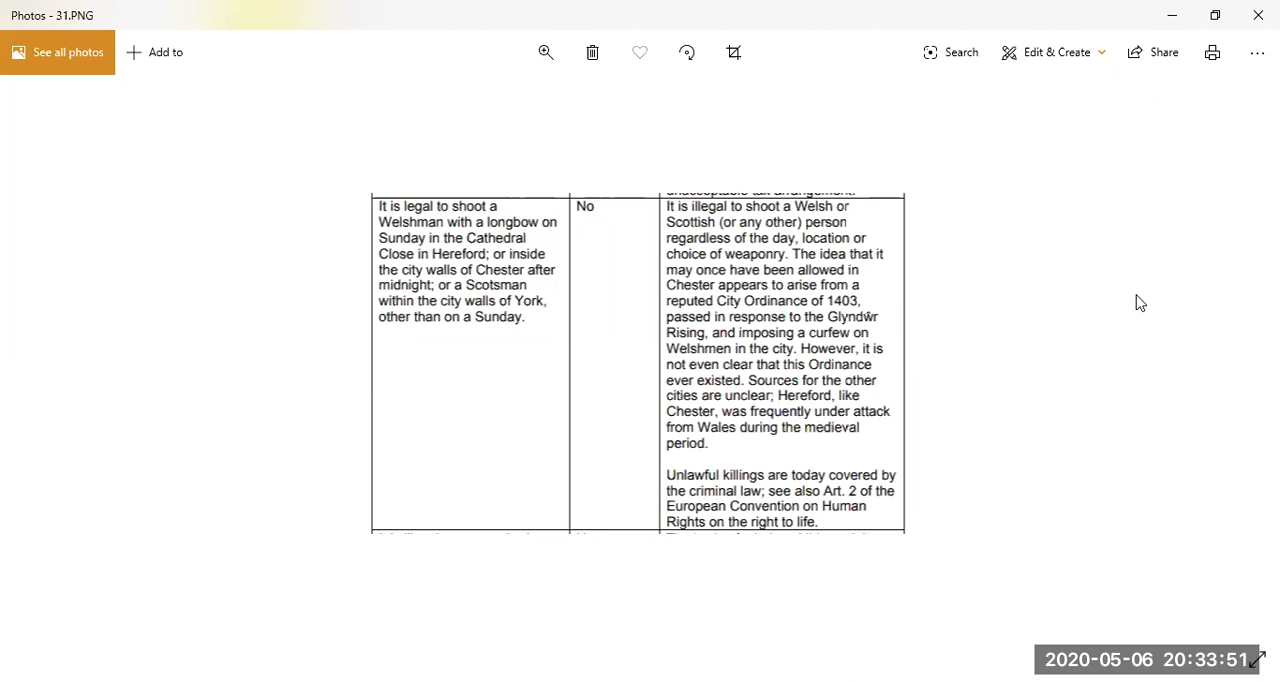 Photos - 31.PNG
See all photos
Add to
Search
Edit & Create
Share
unacceptable tax arrangement.
It is legal to shoot a
Welshman with a longbow on
Sunday in the Cathedral
Close in Hereford; or inside
the city walls of Chester after
midnight; or a Scotsman
within the city walls of York,
other than on a Sunday.
No
It is illegal to shoot a Welsh or
Scottish (or any other) person
regardless of the day, location or
choice of weaponry. The idea that it
may once have been allowed in
Chester appears to arise from a
reputed City Ordinance of 1403,
passed in response to the Glyndŵr
Rising, and imposing a curfew on
Welshmen in the city. However, it is
not even clear that this Ordinance
ever existed. Sources for the other
cities are unclear; Hereford, like
Chester, was frequently under attack
from Wales during the medieval
period.
Unlawful killings are today covered by
the criminal law; see also Art. 2 of the
European Convention on Human
Rights on the right to life.
2020-05-06 20:33:51